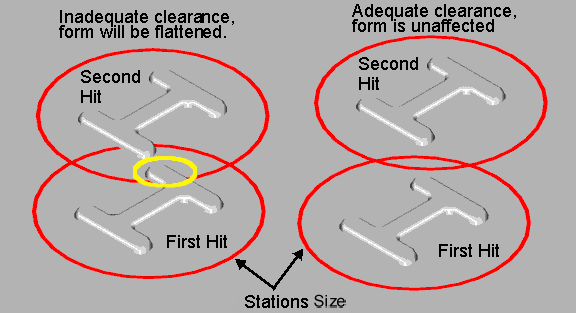 Inadequate clearance,
form will be flattened.
Adequate clearance,
form is unaffected
Second
Hit
Second
Hit
First Hit
First Hit
Stations Size